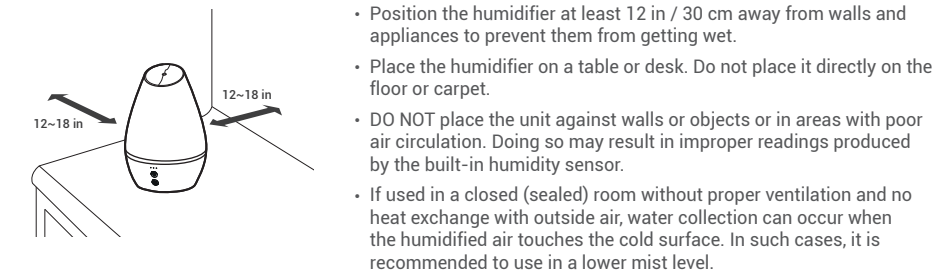 12~18 in
12~18 in
• Position the humidifier at least 12 in / 30 cm away from walls and
appliances to prevent them from getting wet.
• Place the humidifier on a table or desk. Do not place it directly on the
floor or carpet.
• DO NOT place the unit against walls or objects or in areas with poor
air circulation. Doing so may result in improper readings produced
by the built-in humidity sensor.
• If used in a closed (sealed) room without proper ventilation and no
heat exchange with outside air, water collection can occur when
the humidified air touches the cold surface. In such cases, it is
recommended to use in a lower mist level.